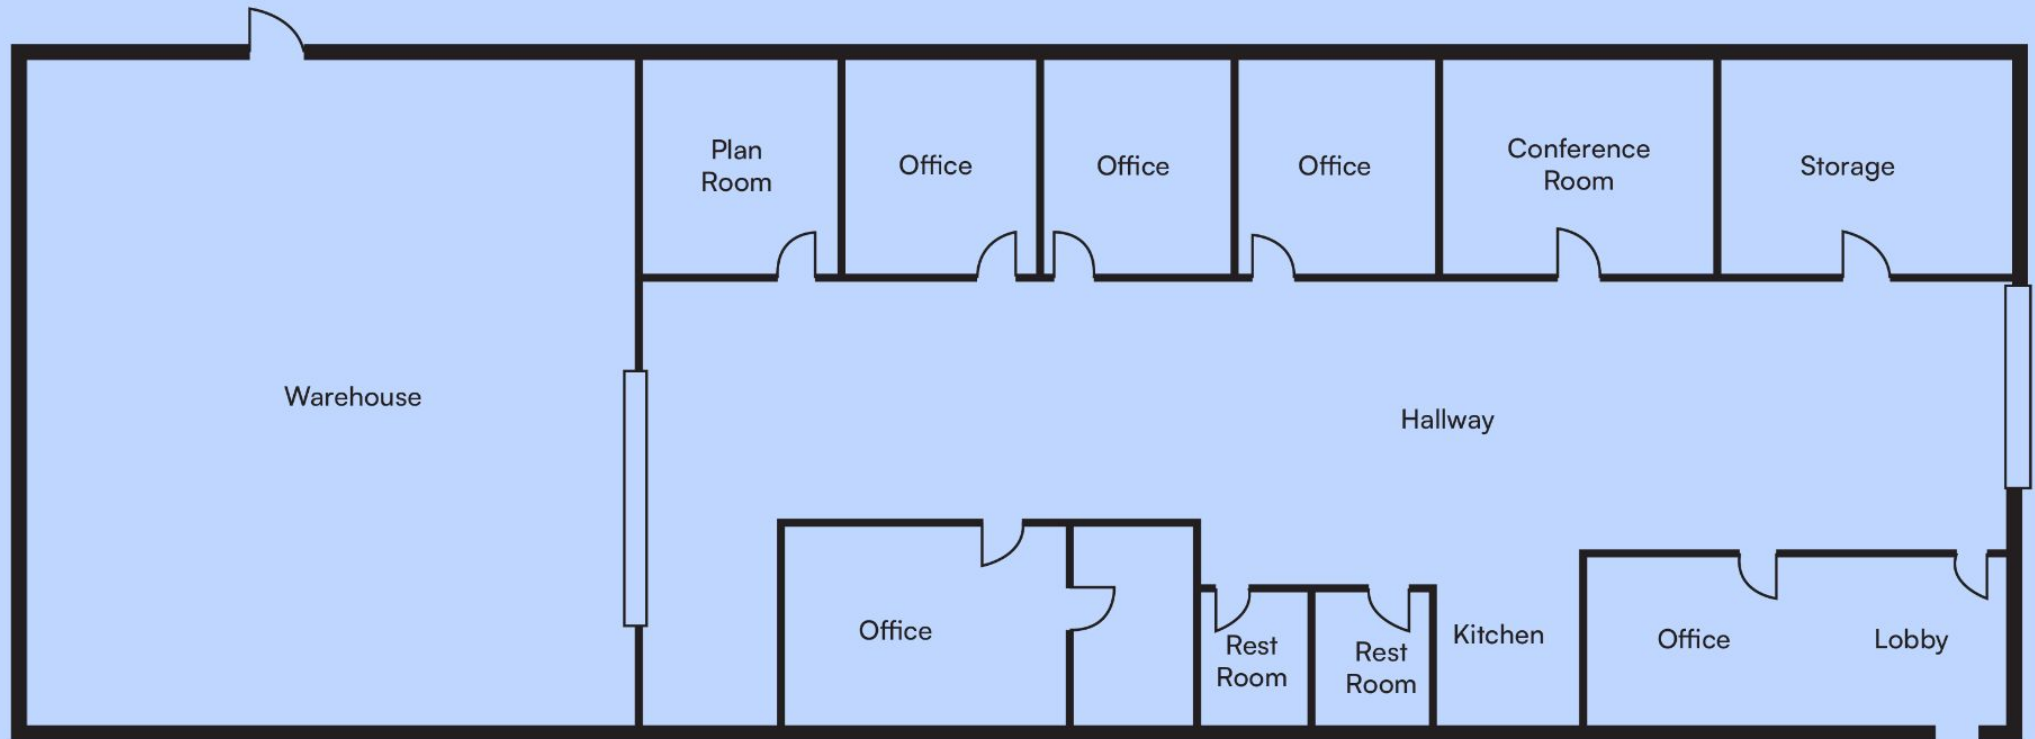 Plan
Room
Office
Office
Office
Conference
Room
Storage
Warehouse
Hallway
Office
Rest
Room
Rest
Room
Kitchen
Office
Lobby